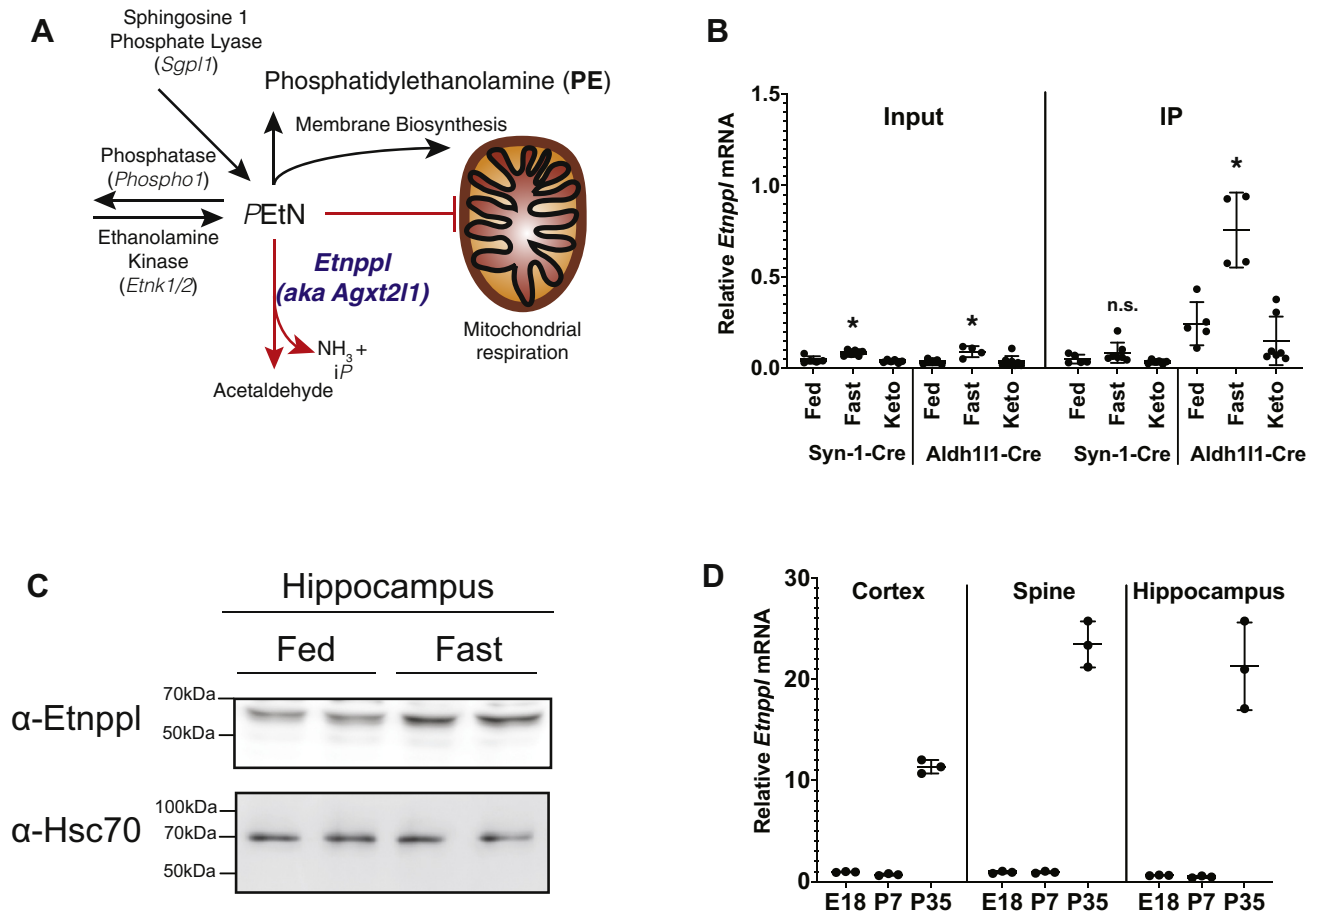 A
Sphingosine 1
Phosphate Lyase
(Sgpl1)
Phosphatidylethanolamine (PE)
Membrane Biosynthesis
Phosphatase
(Phospho1)
PEtN
Ethanolamine
Kinase
(Etnk1/2)
Etnppl
(aka Agxt2l1)
NH3 +
iP
Acetaldehyde
Mitochondrial
respiration
B
Relative Etnppl mRNA
1.5
1.0
0.5
0.0
Input
IP
*
*
n.s.
*
Fed
Fast
Keto
Fed
Fast
Keto
Fed
Fast
Keto
Fed
Fast
Keto
Syn-1-Cre
Aldh1l1-Cre
Syn-1-Cre
Aldh1l1-Cre
C
Hippocampus
Fed
Fast
α-Etnppl
70kDa
50kDa
α-Hsc70
100kDa
70kDa
50kDa
D
Relative Etnppl mRNA
30
20
10
0
Cortex
Spine
Hippocampus
E18 P7 P35
E18 P7 P35
E18 P7 P35